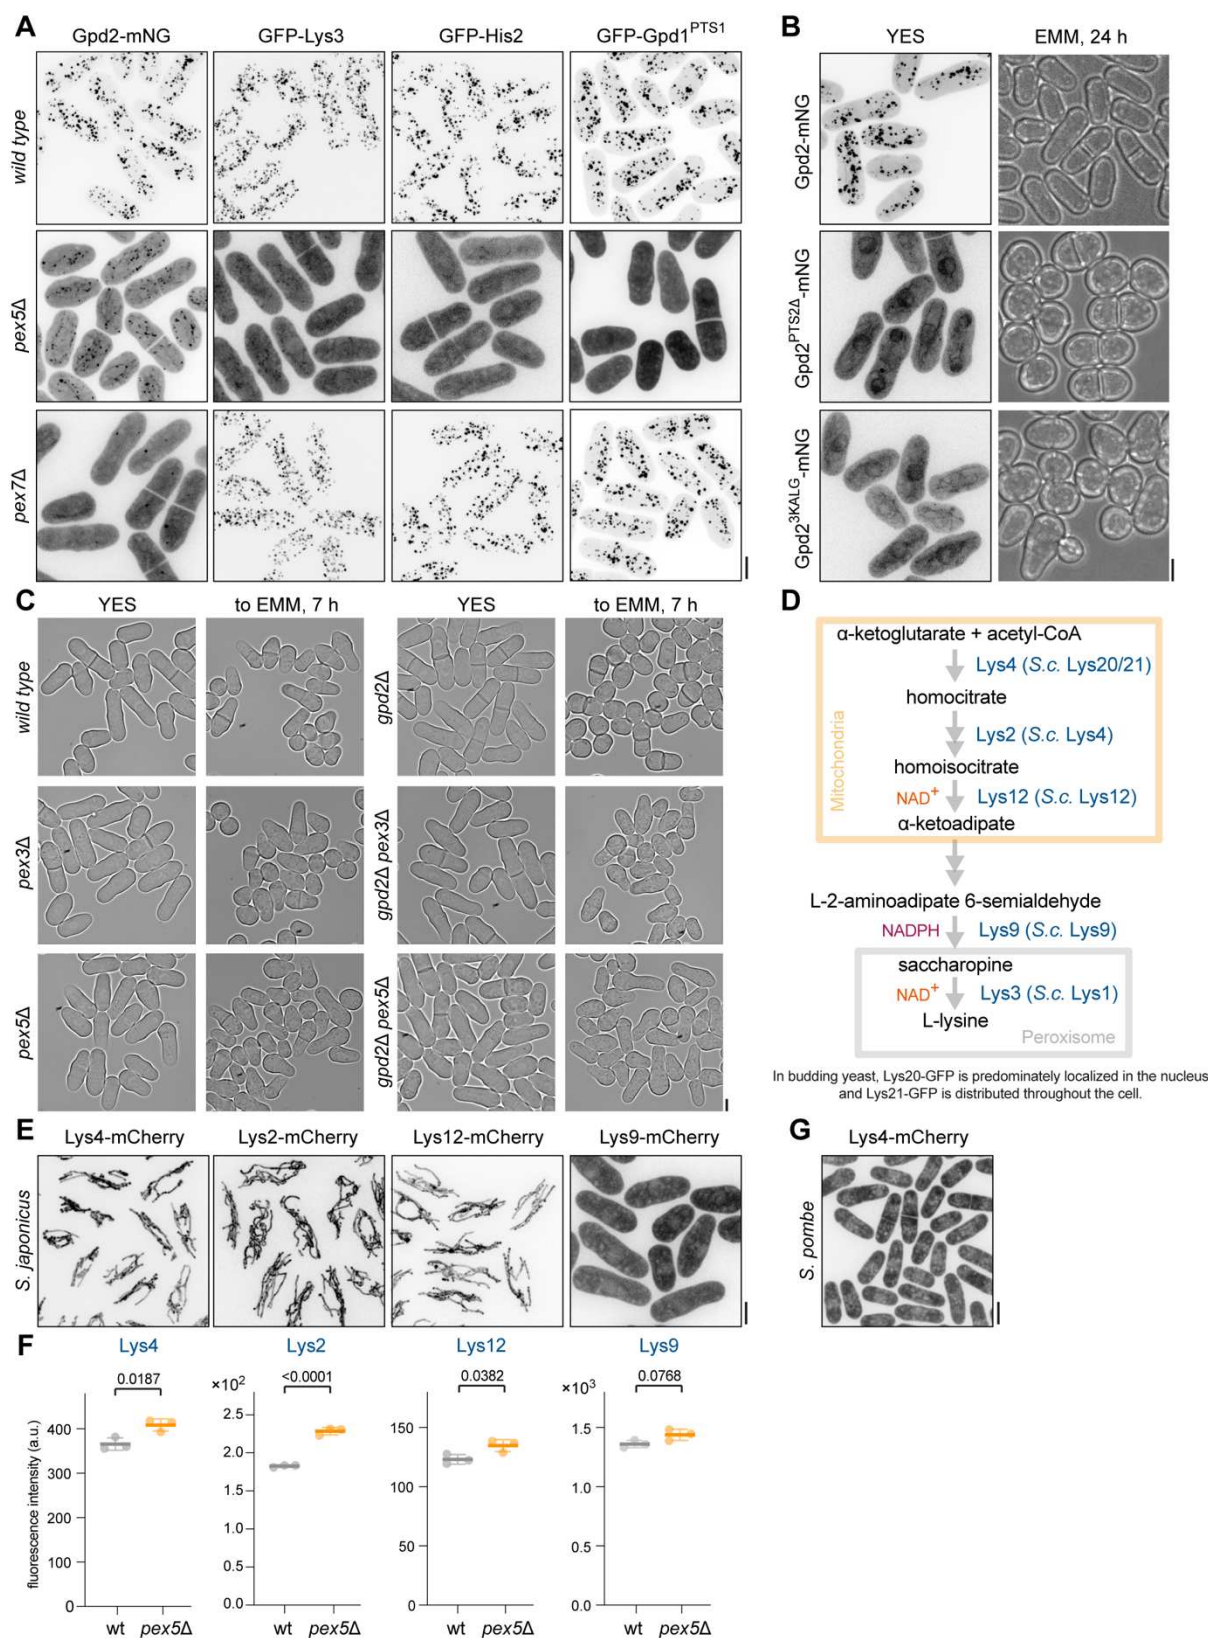 A
Gpd2-mNG GFP-Lys3 GFP-His2 GFP-Gpd1^PTS1
wild type
pex5Δ
pex7Δ
B
YES EMM, 24 h
Gpd2-mNG
Gpd2^PTS2Δ-mNG
Gpd2^3KALG-mNG
C
YES to EMM, 7 h YES to EMM, 7 h
wild type gpd2Δ
pex3Δ gpd2Δ pex3Δ
pex5Δ gpd2Δ pex5Δ
D
α-ketoglutarate + acetyl-CoA
Lys4 (S.c. Lys20/21)
homocitrate
Lys2 (S.c. Lys4)
homoisocitrate
NAD+ Lys12 (S.c. Lys12)
α-ketoadipate
Mitochondria
L-2-aminoadipate 6-semialdehyde
NADPH Lys9 (S.c. Lys9)
saccharopine
NAD+ Lys3 (S.c. Lys1)
L-lysine
Peroxisome
In budding yeast, Lys20-GFP is predominately localized in the nucleus
and Lys21-GFP is distributed throughout the cell.
E
Lys4-mCherry Lys2-mCherry Lys12-mCherry Lys9-mCherry
S. japonicus
G
Lys4-mCherry
S. pombe
F
Lys4 Lys2 Lys12 Lys9
fluorescence intensity (a.u.)
0.0187
400
300
200
100
0
wt pex5Δ
×10²
<0.0001
2.5
2.0
1.5
1.0
0.5
0.0
wt pex5Δ
0.0382
150
100
50
0
wt pex5Δ
×10³
0.0768
1.5
1.0
0.5
0.0
wt pex5Δ